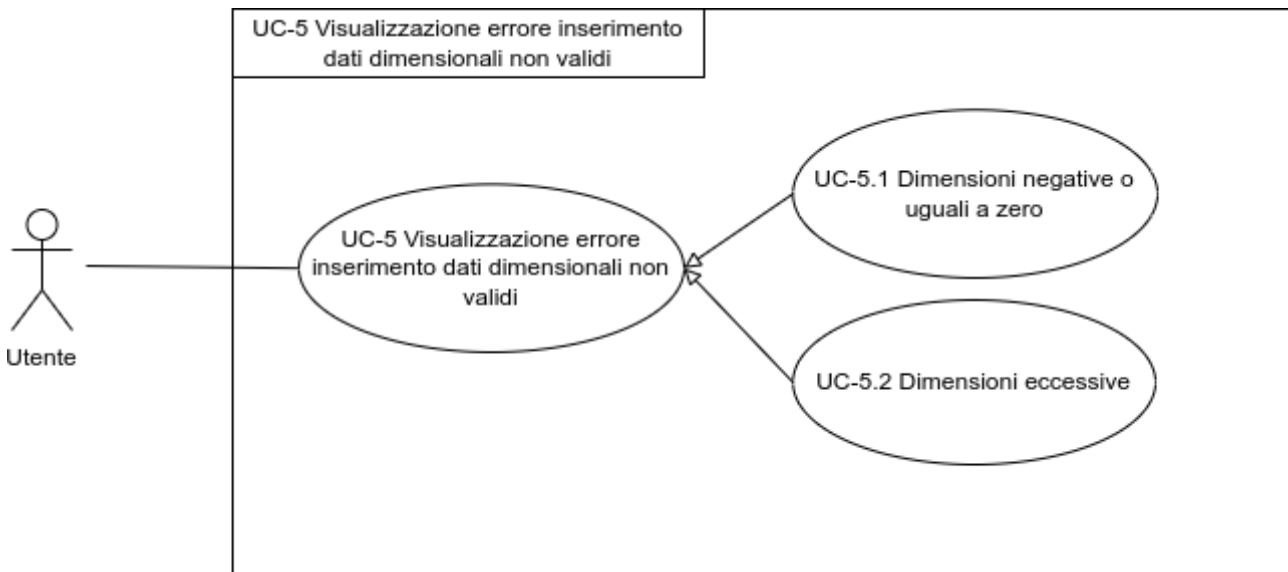 UC-5 Visualizzazione errore inserimento
dati dimensionali non validi
UC-5.1 Dimensioni negative o
uguali a zero
UC-5 Visualizzazione errore
inserimento dati dimensionali non
validi
Utente
UC-5.2 Dimensioni eccessive